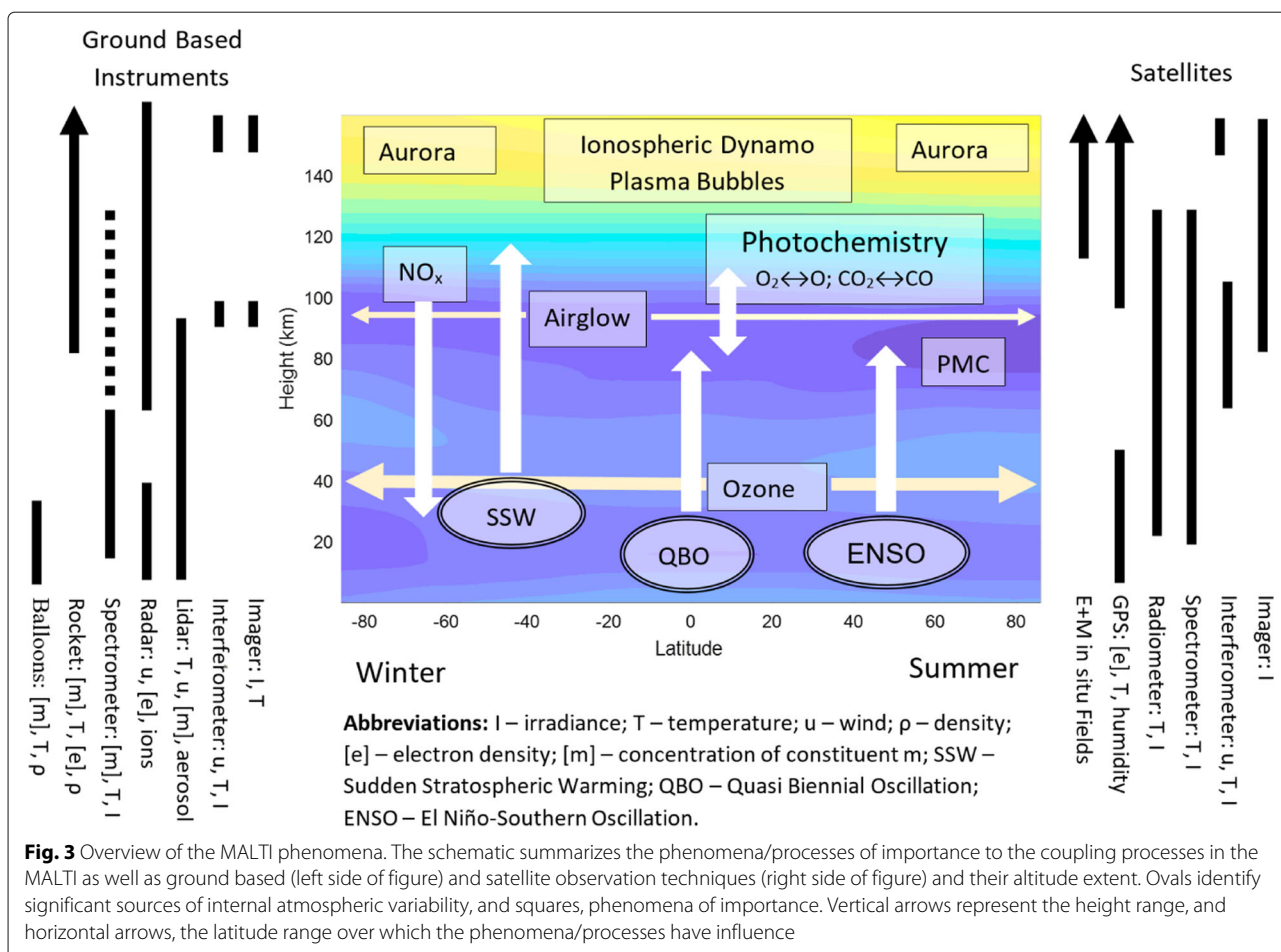 Ground Based
Instruments
Satellites
Aurora
Ionospheric Dynamo
Plasma Bubbles
Aurora
Photochemistry
O₂↔O; CO₂↔CO
NOₓ
Airglow
PMC
Ozone
SSW
QBO
ENSO
Height (km)
140
120
100
80
60
40
20
-80
-60
-40
-20
0
20
40
60
80
Latitude
Winter
Summer
Balloons: [m], T, ρ
Rocket: [m], T, [e], ρ
Spectrometer: [m], T, I
Radar: u, [e], ions
Lidar: T, u, [m], aerosol
Interferometer: u, T, I
Imager: I, T
E+M in situ Fields
GPS: [e], T, humidity
Radiometer: T, I
Spectrometer: T, I
Interferometer: u, T, I
Imager: I
Abbreviations: I – irradiance; T – temperature; u – wind; ρ – density;
[e] – electron density; [m] – concentration of constituent m; SSW –
Sudden Stratospheric Warming; QBO – Quasi Biennial Oscillation;
ENSO – El Niño-Southern Oscillation.
Fig. 3 Overview of the MALTI phenomena. The schematic summarizes the phenomena/processes of importance to the coupling processes in the
MALTI as well as ground based (left side of figure) and satellite observation techniques (right side of figure) and their altitude extent. Ovals identify
significant sources of internal atmospheric variability, and squares, phenomena of importance. Vertical arrows represent the height range, and
horizontal arrows, the latitude range over which the phenomena/processes have influence